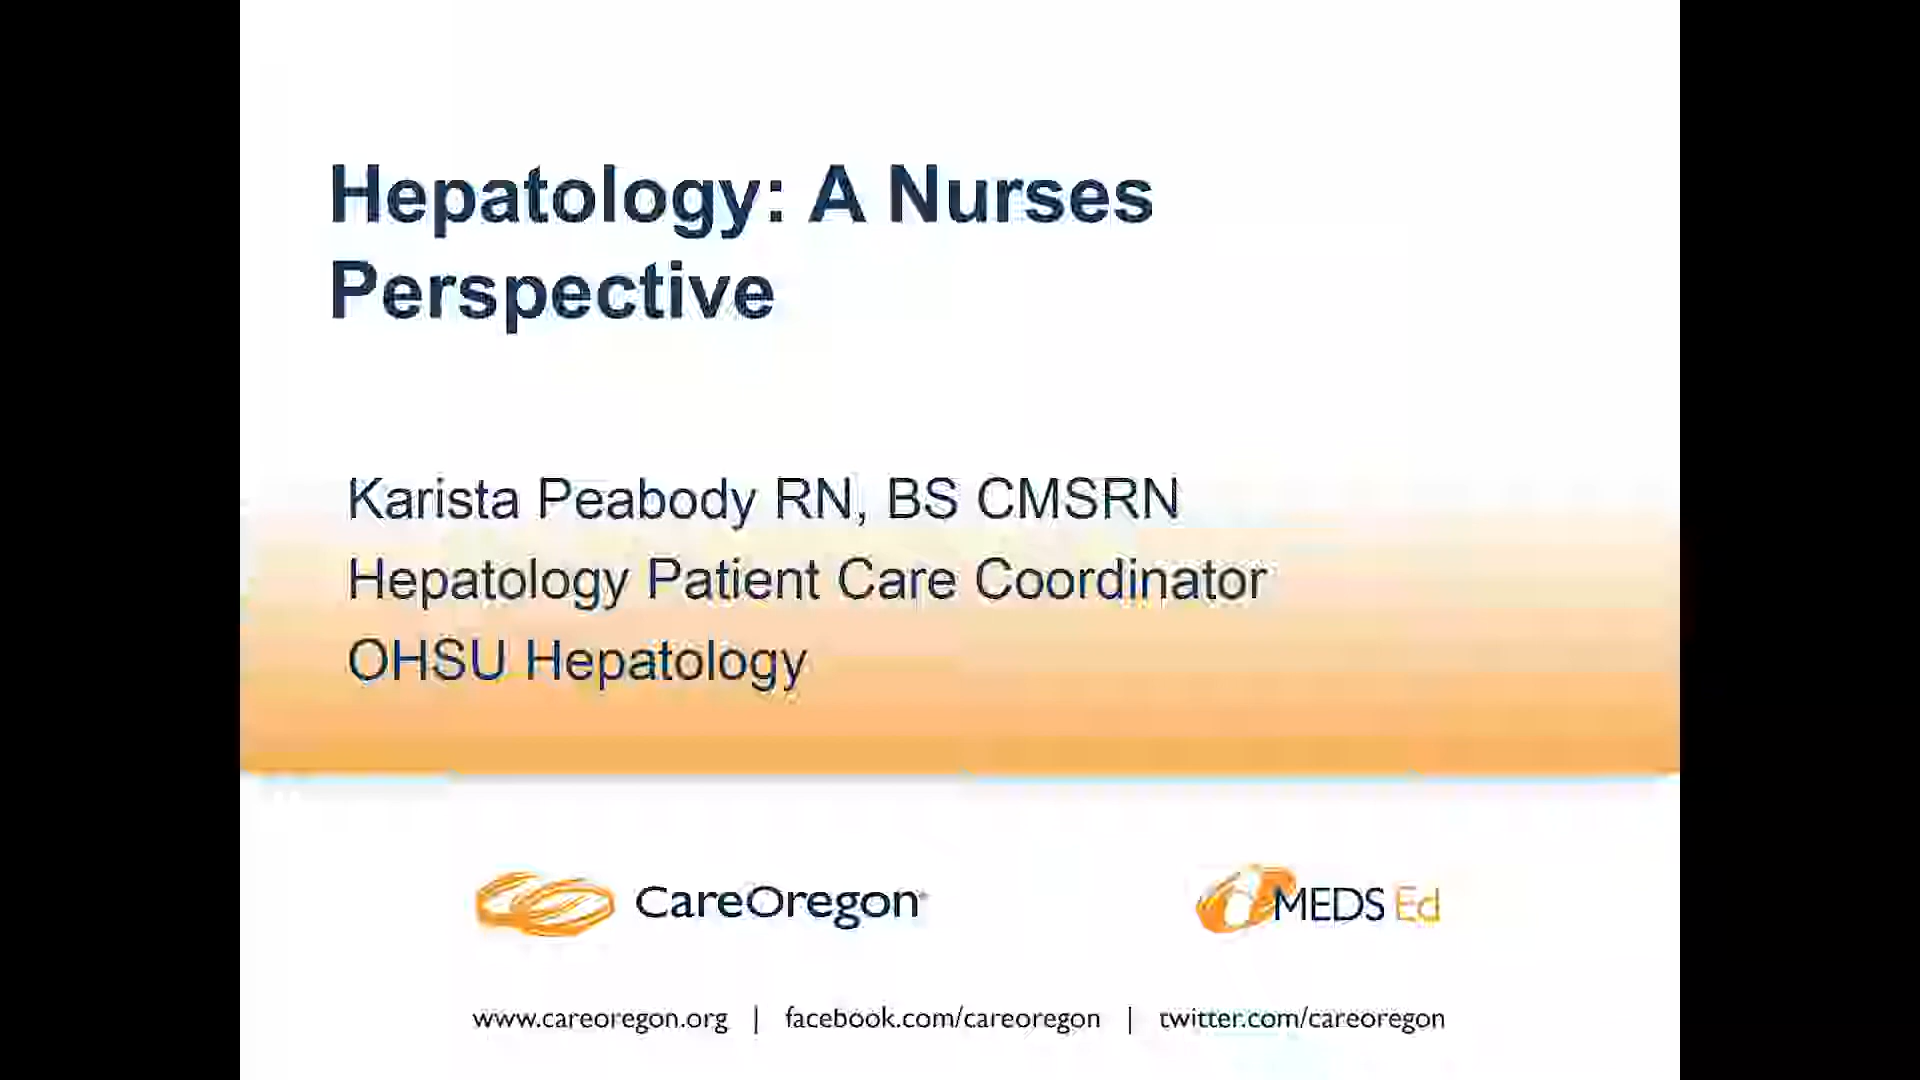 Hepatology: A Nurses
Perspective
Karista Peabody RN, BS CMSRN
Hepatology Patient Care Coordinator
OHSU Hepatology
CareOregon
MEDS Ed
www.careoregon.org | facebook.com/careoregon | twitter.com/careoregon